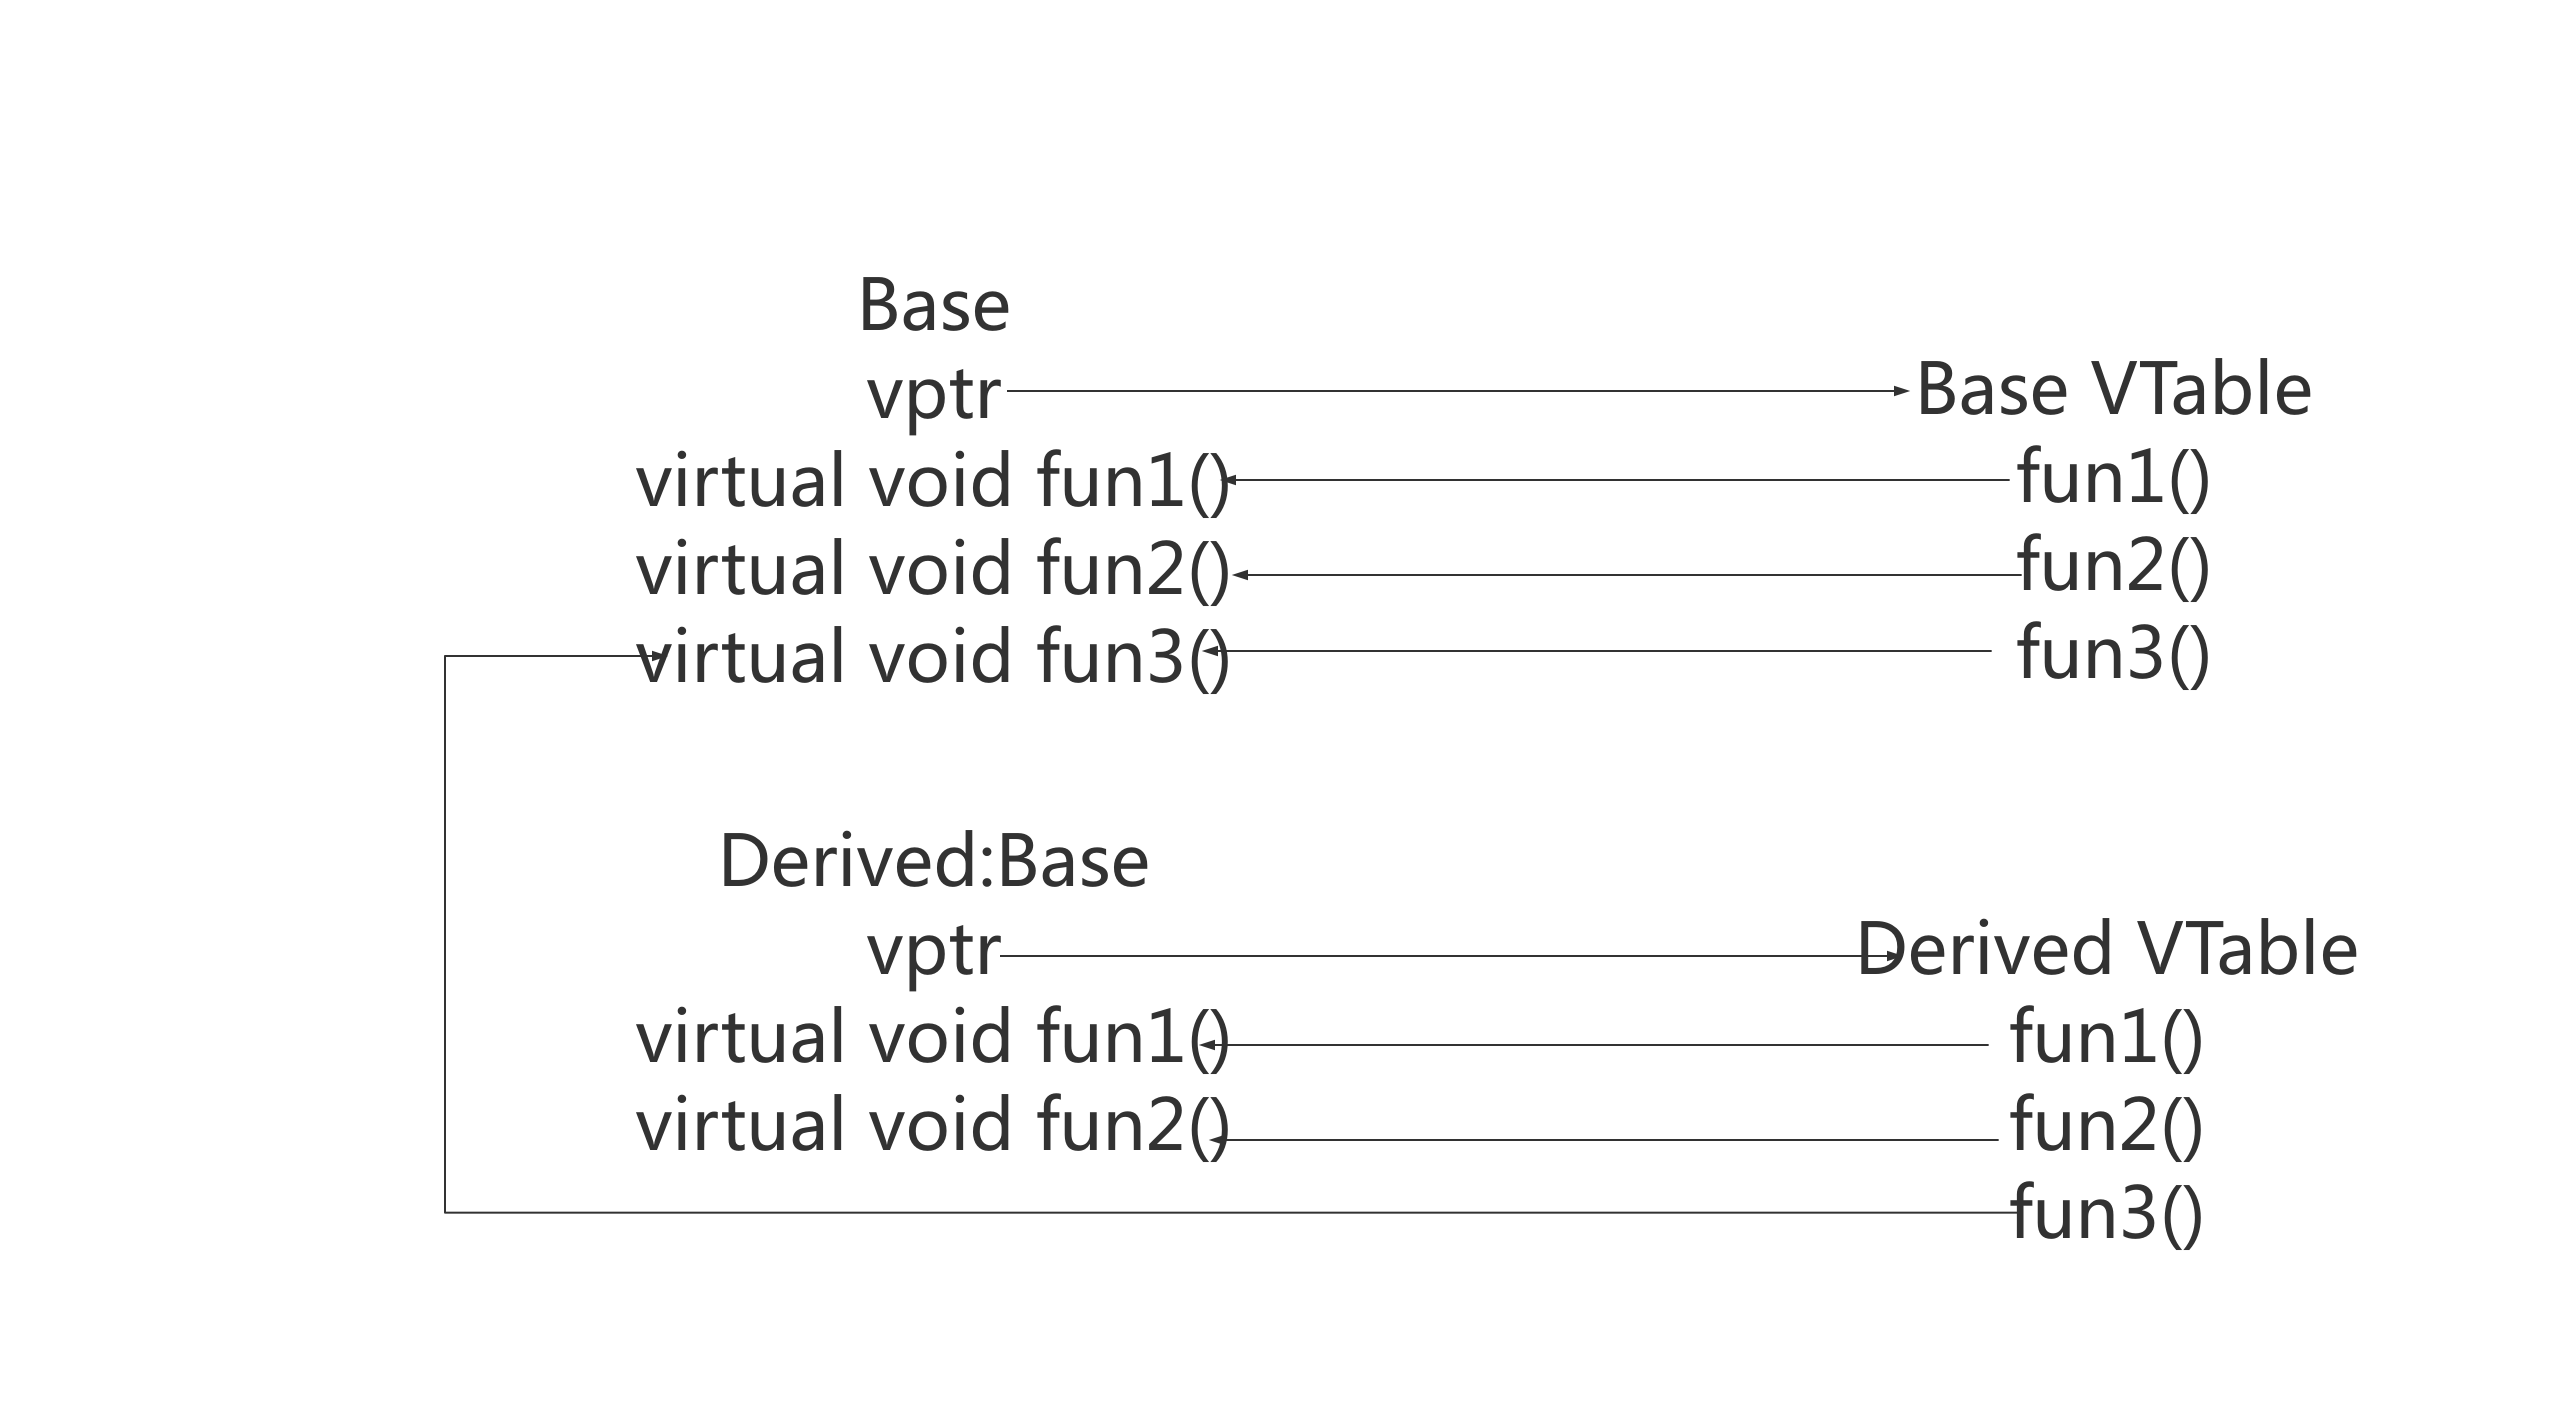 Base
vptr
virtual void fun1()
virtual void fun2()
virtual void fun3()
Base VTable
fun1()
fun2()
fun3()
Derived:Base
vptr
virtual void fun1()
virtual void fun2()
Derived VTable
fun1()
fun2()
fun3()